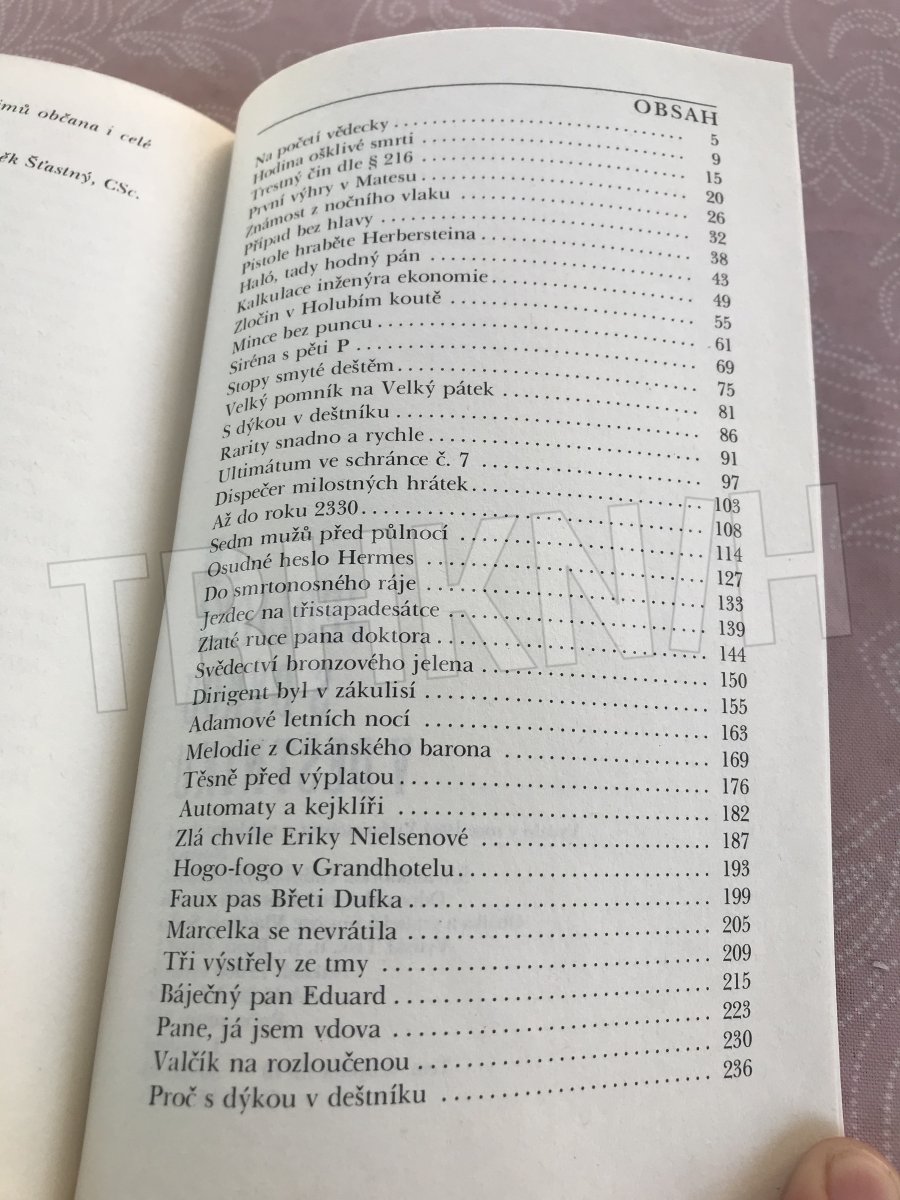 imů občana i celé
ěk Šťastný, CSc.
OBSAH
Na početí vědecky 5
Hodina ošklivé smrti 9
Trestný čin dle § 216 15
První výhry v Matesu 20
Známost z nočního vlaku 26
Případ bez hlavy 32
Pistole hraběte Herbersteina 38
Haló, tady hodný pán 43
Kalkulace inženýra ekonomie 49
Zločin v Holubím koutě 55
Mince bez puncu 61
Siréna s pěti P 69
Stopy smyté deštěm 75
Velký pomník na Velký pátek 81
S dýkou v deštníku 86
Rarity snadno a rychle 91
Ultimátum ve schránce č. 7 97
Dispečer milostných hrátek 103
Až do roku 2330 108
Sedm mužů před půlnocí 114
Osudné heslo Hermes 127
Do smrtonosného ráje 133
Jezdec na třistapadesátce 139
Zlaté ruce pana doktora 144
Svědectví bronzového jelena 150
Dirigent byl v zákulisí 155
Adamové letních nocí 163
Melodie z Cikánského barona 169
Těsně před výplatou 176
Automaty a kejklíři 182
Zlá chvíle Eriky Nielsenové 187
Hogo-fogo v Grandhotelu 193
Faux pas Břeti Dufka 199
Marcelka se nevrátila 205
Tři výstřely ze tmy 209
Báječný pan Eduard 215
Pane, já jsem vdova 223
Valčík na rozloučenou 230
Proč s dýkou v deštníku 236
TRHKNIH